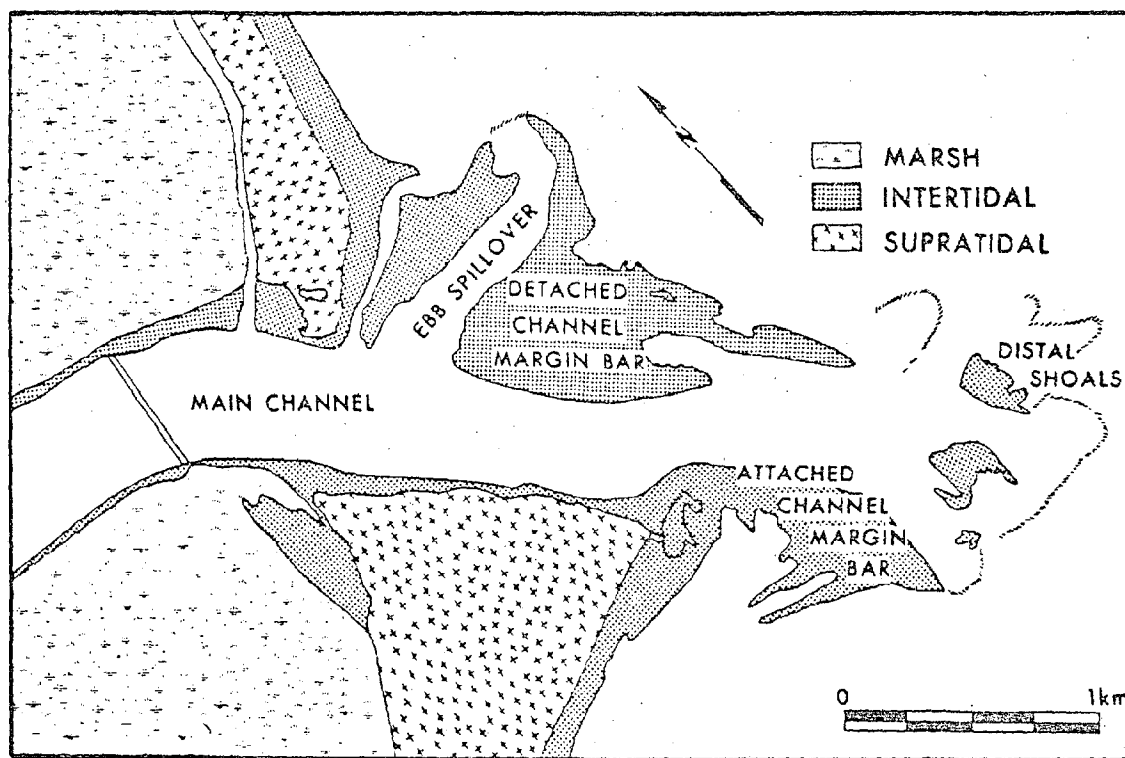 N
MARSH
INTERTIDAL
SUPRATIDAL
EBB SPILLOVER
DETACHED
CHANNEL
MARGIN BAR
DISTAL
SHOALS
MAIN CHANNEL
ATTACHED
CHANNEL
MARGIN
BAR
0 1km